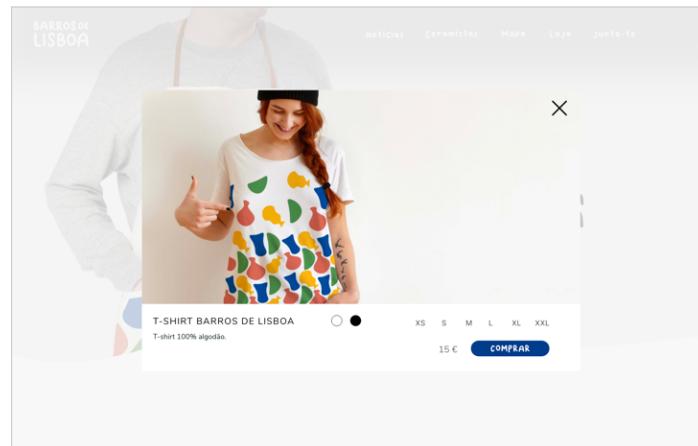 BARROS DE
LISBOA
Notícias Ceramistas Mapa Loja Junta-te
T-SHIRT BARROS DE LISBOA
T-shirt 100% algodão.
XS S M L XL XXL
15 €
COMPRAR